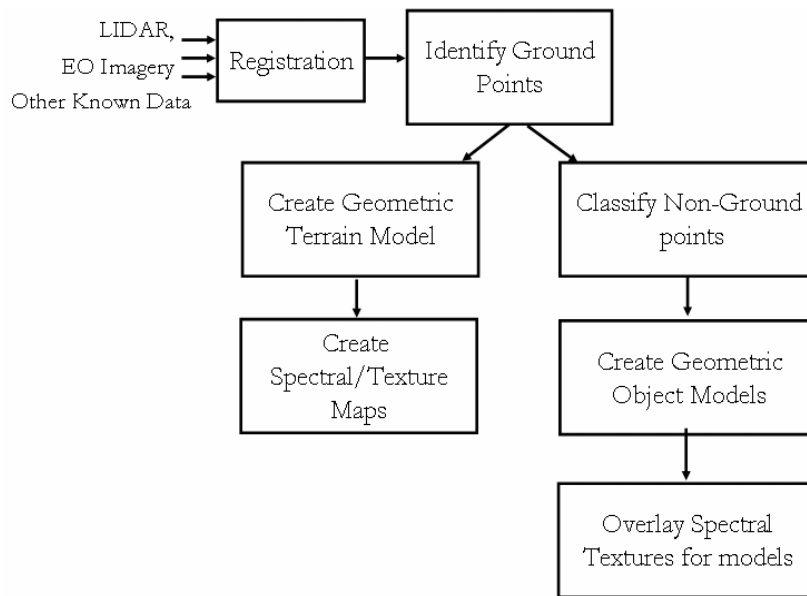 LIDAR,
EO Imagery
Other Known Data
Registration
Identify Ground
Points
Create Geometric
Terrain Model
Classify Non-Ground
points
Create
Spectral/Texture
Maps
Create Geometric
Object Models
Overlay Spectral
Textures for models